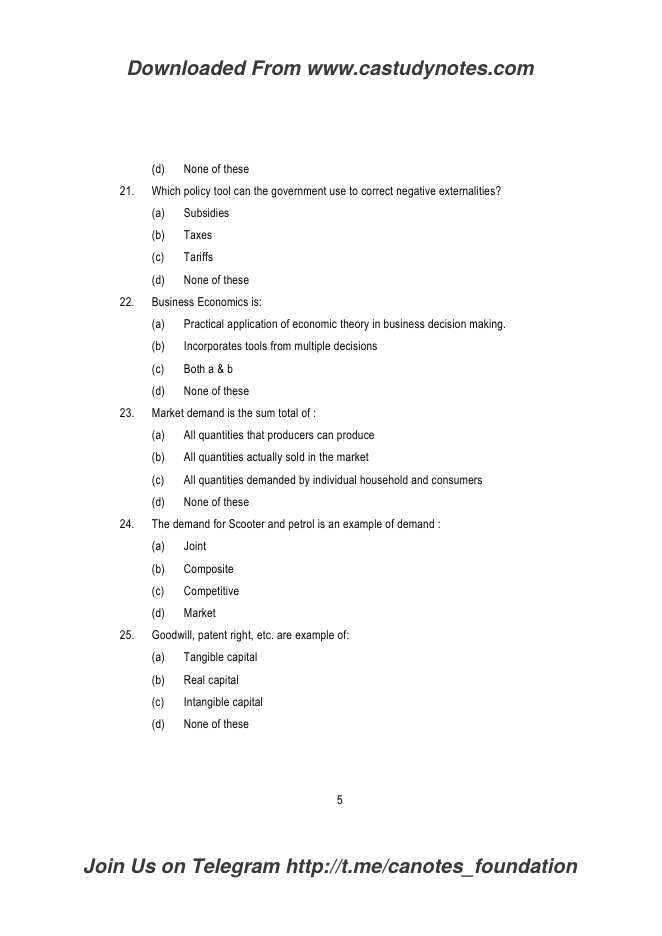 Downloaded From www.castudynotes.com
(d) None of these
21. Which policy tool can the government use to correct negative externalities?
(a) Subsidies
(b) Taxes
(c) Tariffs
(d) None of these
22. Business Economics is:
(a) Practical application of economic theory in business decision making.
(b) Incorporates tools from multiple decisions
(c) Both a & b
(d) None of these
23. Market demand is the sum total of :
(a) All quantities that producers can produce
(b) All quantities actually sold in the market
(c) All quantities demanded by individual household and consumers
(d) None of these
24. The demand for Scooter and petrol is an example of demand :
(a) Joint
(b) Composite
(c) Competitive
(d) Market
25. Goodwill, patent right, etc. are example of:
(a) Tangible capital
(b) Real capital
(c) Intangible capital
(d) None of these
5
Join Us on Telegram http://t.me/canotes_foundation